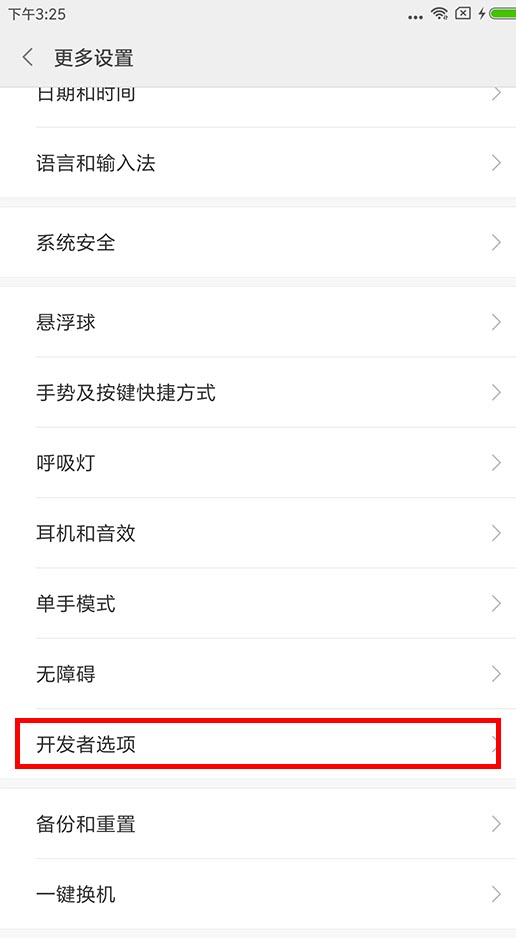 下午3:25
更多设置
日期和时间
语言和输入法
系统安全
悬浮球
手势及按键快捷方式
呼吸灯
耳机和音效
单手模式
无障碍
开发者选项
备份和重置
一键换机